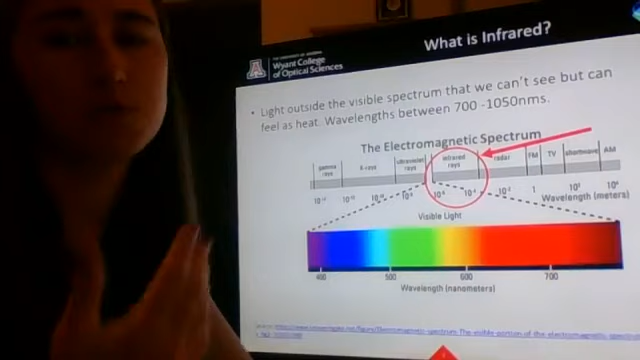 What is Infrared?
THE UNIVERSITY OF ARIZONA
Wyant College
of Optical Sciences
• Light outside the visible spectrum that we can't see but can
feel as heat. Wavelengths between 700 -1050nms.
The Electromagnetic Spectrum
gamma rays X-rays ultraviolet rays infrared rays radar FM TV shortwave AM
1
Wavelength (meters)
Visible Light
400 500 600 700
Wavelength (nanometers)